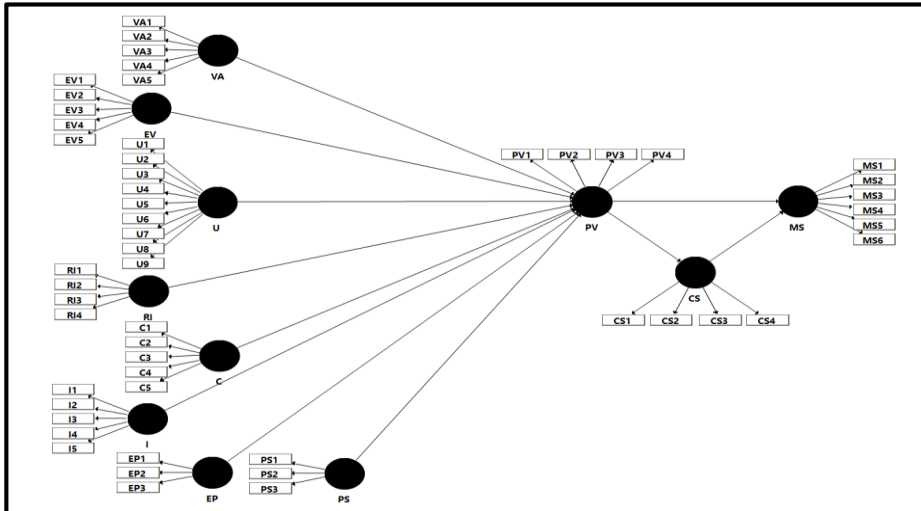 VA1
VA2
VA3
VA4
VA5
VA
EV1
EV2
EV3
EV4
EV5
EV
U1
U2
U3
U4
U5
U6
U7
U8
U9
U
RI1
RI2
RI3
RI4
RI
C1
C2
C3
C4
C5
C
I1
I2
I3
I4
I5
I
EP1
EP2
EP3
EP
PS1
PS2
PS3
PS
PV1 PV2 PV3 PV4
PV
CS
CS1 CS2 CS3 CS4
MS1
MS2
MS3
MS4
MS5
MS6
MS